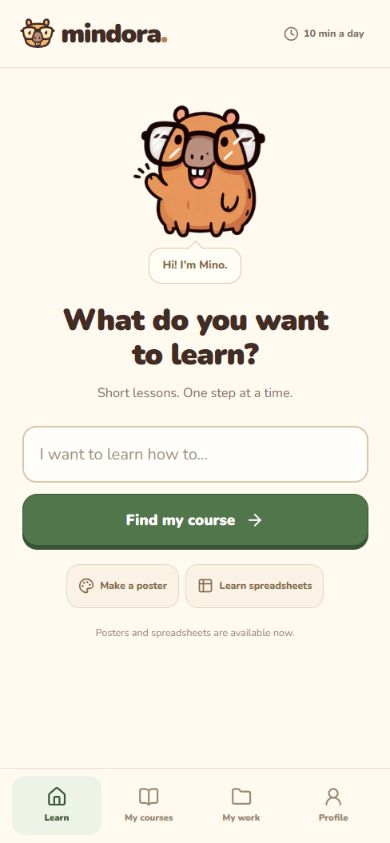 mindora.
10 min a day
Hi! I'm Mino.
What do you want
to learn?
Short lessons. One step at a time.
I want to learn how to...
Find my course
Make a poster
Learn spreadsheets
Posters and spreadsheets are available now.
Learn
My courses
My work
Profile